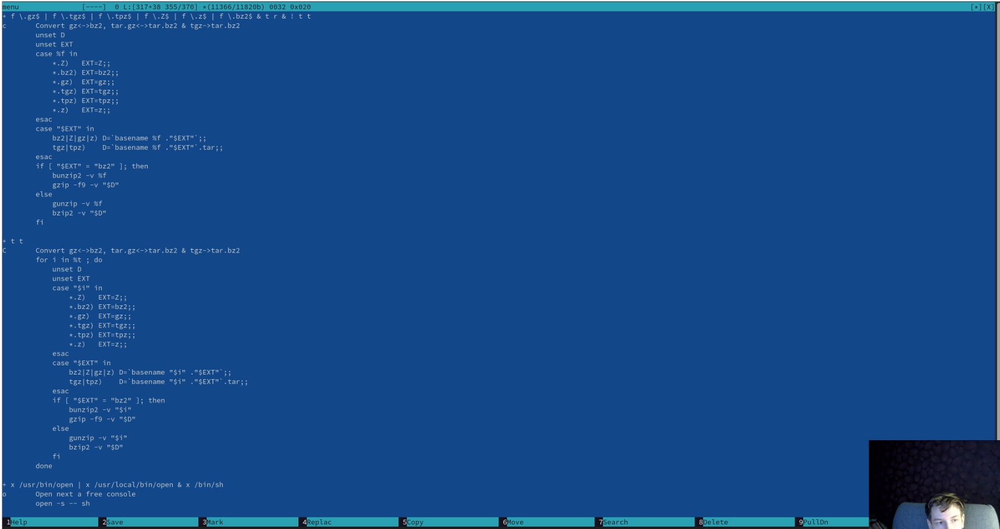 menu [----] 0 L:[317+38 355/370] *(11366/11820b) 0032 0x020 [*][X]
+ f \.gz$ | f \.tgz$ | f \.tpz$ | f \.Z$ | f \.z$ | f \.bz2$ & t r & ! t t
c Convert gz<->bz2, tar.gz<->tar.bz2 & tgz->tar.bz2
unset D
unset EXT
case %f in
*.Z) EXT=Z;;
*.bz2) EXT=bz2;;
*.gz) EXT=gz;;
*.tgz) EXT=tgz;;
*.tpz) EXT=tpz;;
*.z) EXT=z;;
esac
case "$EXT" in
bz2|Z|gz|z) D=`basename %f ."$EXT"`;;
tgz|tpz) D=`basename %f ."$EXT"`.tar;;
esac
if [ "$EXT" = "bz2" ]; then
bunzip2 -v %f
gzip -f9 -v "$D"
else
gunzip -v %f
bzip2 -v "$D"
fi
+ t t
C Convert gz<->bz2, tar.gz<->tar.bz2 & tgz->tar.bz2
for i in %t ; do
unset D
unset EXT
case "$i" in
*.Z) EXT=Z;;
*.bz2) EXT=bz2;;
*.gz) EXT=gz;;
*.tgz) EXT=tgz;;
*.tpz) EXT=tpz;;
*.z) EXT=z;;
esac
case "$EXT" in
bz2|Z|gz|z) D=`basename "$i" ."$EXT"`;;
tgz|tpz) D=`basename "$i" ."$EXT"`.tar;;
esac
if [ "$EXT" = "bz2" ]; then
bunzip2 -v "$i"
gzip -f9 -v "$D"
else
gunzip -v "$i"
bzip2 -v "$D"
fi
done
+ x /usr/bin/open | x /usr/local/bin/open & x /bin/sh
o Open next a free console
open -s -- sh
1Help 2Save 3Mark 4Replac 5Copy 6Move 7Search 8Delete 9PullDn